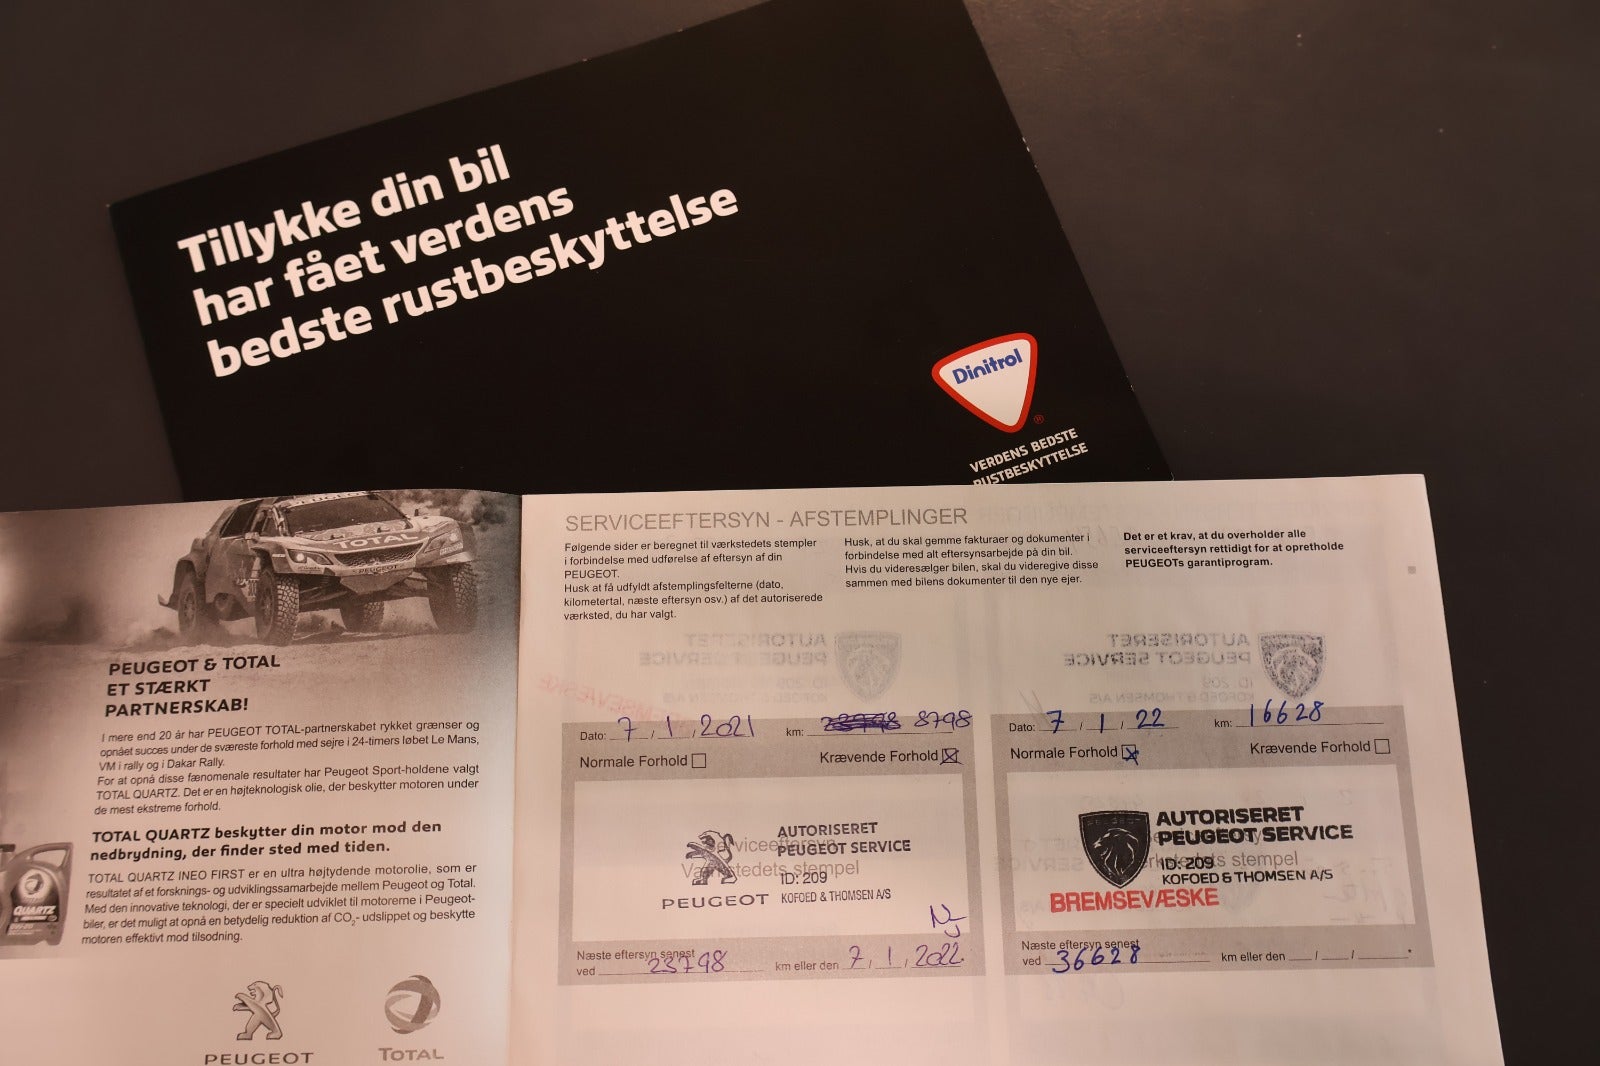 Tillykke din bil
har fået verdens
bedste rustbeskyttelse
Dinitrol
®
VERDENS BEDSTE
RUSTBESKYTTELSE
PEUGEOT
TOTAL
PEUGEOT
PEUGEOT & TOTAL
ET STÆRKT
PARTNERSKAB!
I mere end 20 år har PEUGEOT TOTAL-partnerskabet rykket grænser og
opnået succes under de sværeste forhold med sejre i 24-timers løbet Le Mans,
VM i rally og i Dakar Rally.
For at opnå disse fænomenale resultater har Peugeot Sport-holdene valgt
TOTAL QUARTZ. Det er en højteknologisk olie, der beskytter motoren under
de mest ekstreme forhold.
TOTAL QUARTZ beskytter din motor mod den
nedbrydning, der finder sted med tiden.
TOTAL QUARTZ INEO FIRST er en ultra højtydende motorolie, som er
resultatet af et forsknings- og udviklingssamarbejde mellem Peugeot og Total.
Med den innovative teknologi, der er specielt udviklet til motorerne i Peugeot-
biler, er det muligt at opnå en betydelig reduktion af CO₂- udslippet og beskytte
motoren effektivt mod tilsodning.
QUARTZ
PEUGEOT
TOTAL
SERVICEEFTERSYN - AFSTEMPLINGER
Følgende sider er beregnet til værkstedets stempler
i forbindelse med udførelse af eftersyn af din
PEUGEOT.
Husk at få udfyldt afstemplingsfelterne (dato,
kilometertal, næste eftersyn osv.) af det autoriserede
værksted, du har valgt.
Husk, at du skal gemme fakturaer og dokumenter i
forbindelse med alt eftersynsarbejde på din bil.
Hvis du videresælger bilen, skal du videregive disse
sammen med bilens dokumenter til den nye ejer.
Det er et krav, at du overholder alle
serviceeftersyn rettidigt for at opretholde
PEUGEOTs garantiprogram.
Dato: 7 / 1 / 2021 km: 8798
Normale Forhold Krævende Forhold
Serviceeftersyn
Værkstedets stempel
AUTORISERET
PEUGEOT SERVICE
ID: 209
PEUGEOT KOFOED & THOMSEN A/S
Næste eftersyn senest
ved 23798 km eller den 7 / 1 / 2022
Dato: 7 / 1 / 22 km: 16628
Normale Forhold Krævende Forhold
PEUGEOT
AUTORISERET
PEUGEOT SERVICE
Værkstedets stempel
ID: 209
KOFOED & THOMSEN A/S
BREMSEVÆSKE
Næste eftersyn senest
ved 36628 km eller den / /